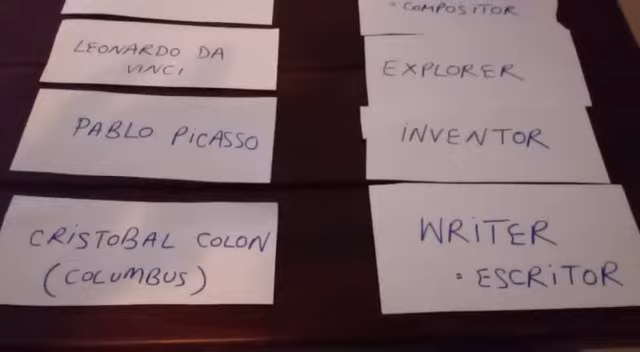 LEONARDO DA
VINCI
PABLO PICASSO
CRISTOBAL COLON
(COLUMBUS)
= COMPOSITOR
EXPLORER
INVENTOR
WRITER
= ESCRITOR